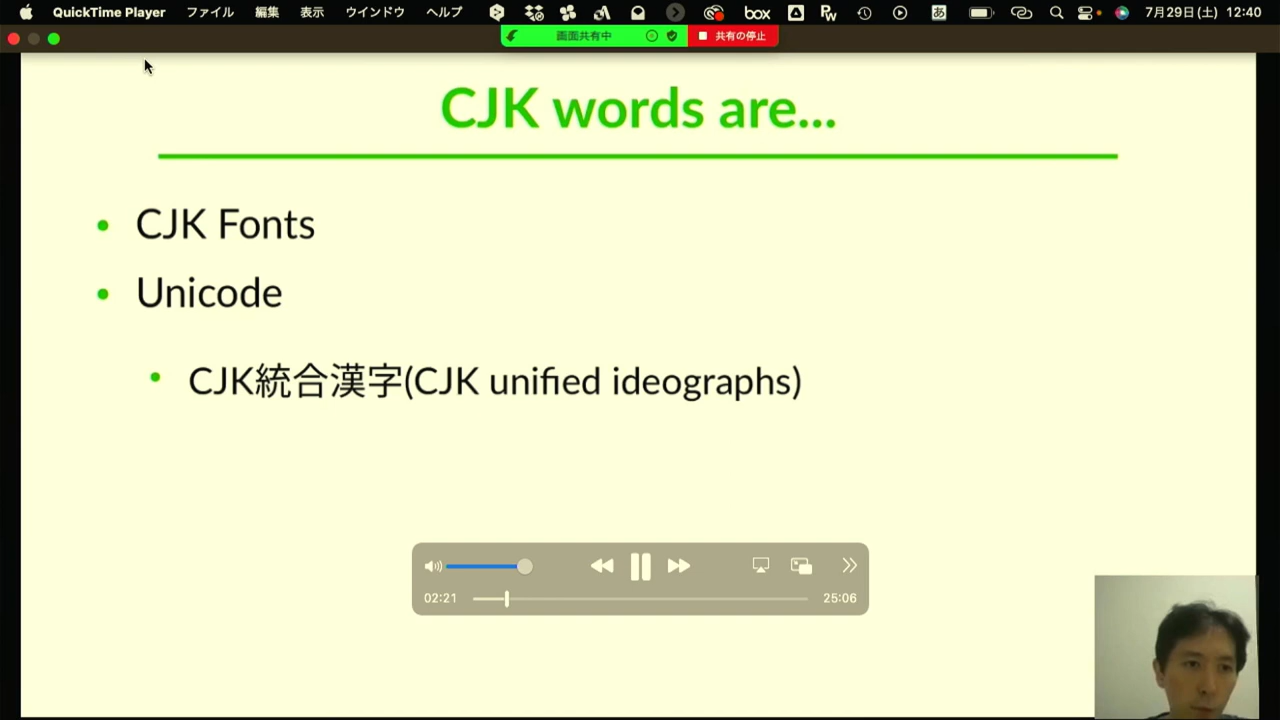 QuickTime Player ファイル 編集 表示 ウインドウ ヘルプ box あ 7月29日(土) 12:40
画面共有中 共有の停止
CJK words are...
CJK Fonts
Unicode
CJK統合漢字(CJK unified ideographs)
02:21 25:06